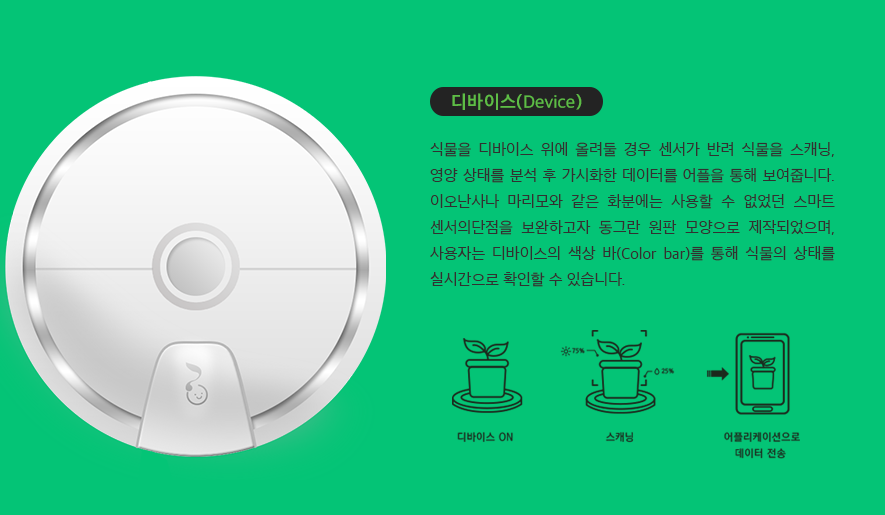 디바이스(Device)
식물을 디바이스 위에 올려둘 경우 센서가 반려 식물을 스캐닝,
영양 상태를 분석 후 가시화한 데이터를 어플을 통해 보여줍니다.
이오난사나 마리모와 같은 화분에는 사용할 수 없었던 스마트
센서의단점을 보완하고자 동그란 원판 모양으로 제작되었으며,
사용자는 디바이스의 색상 바(Color bar)를 통해 식물의 상태를
실시간으로 확인할 수 있습니다.
75%
25%
디바이스 ON
스캐닝
어플리케이션으로
데이터 전송